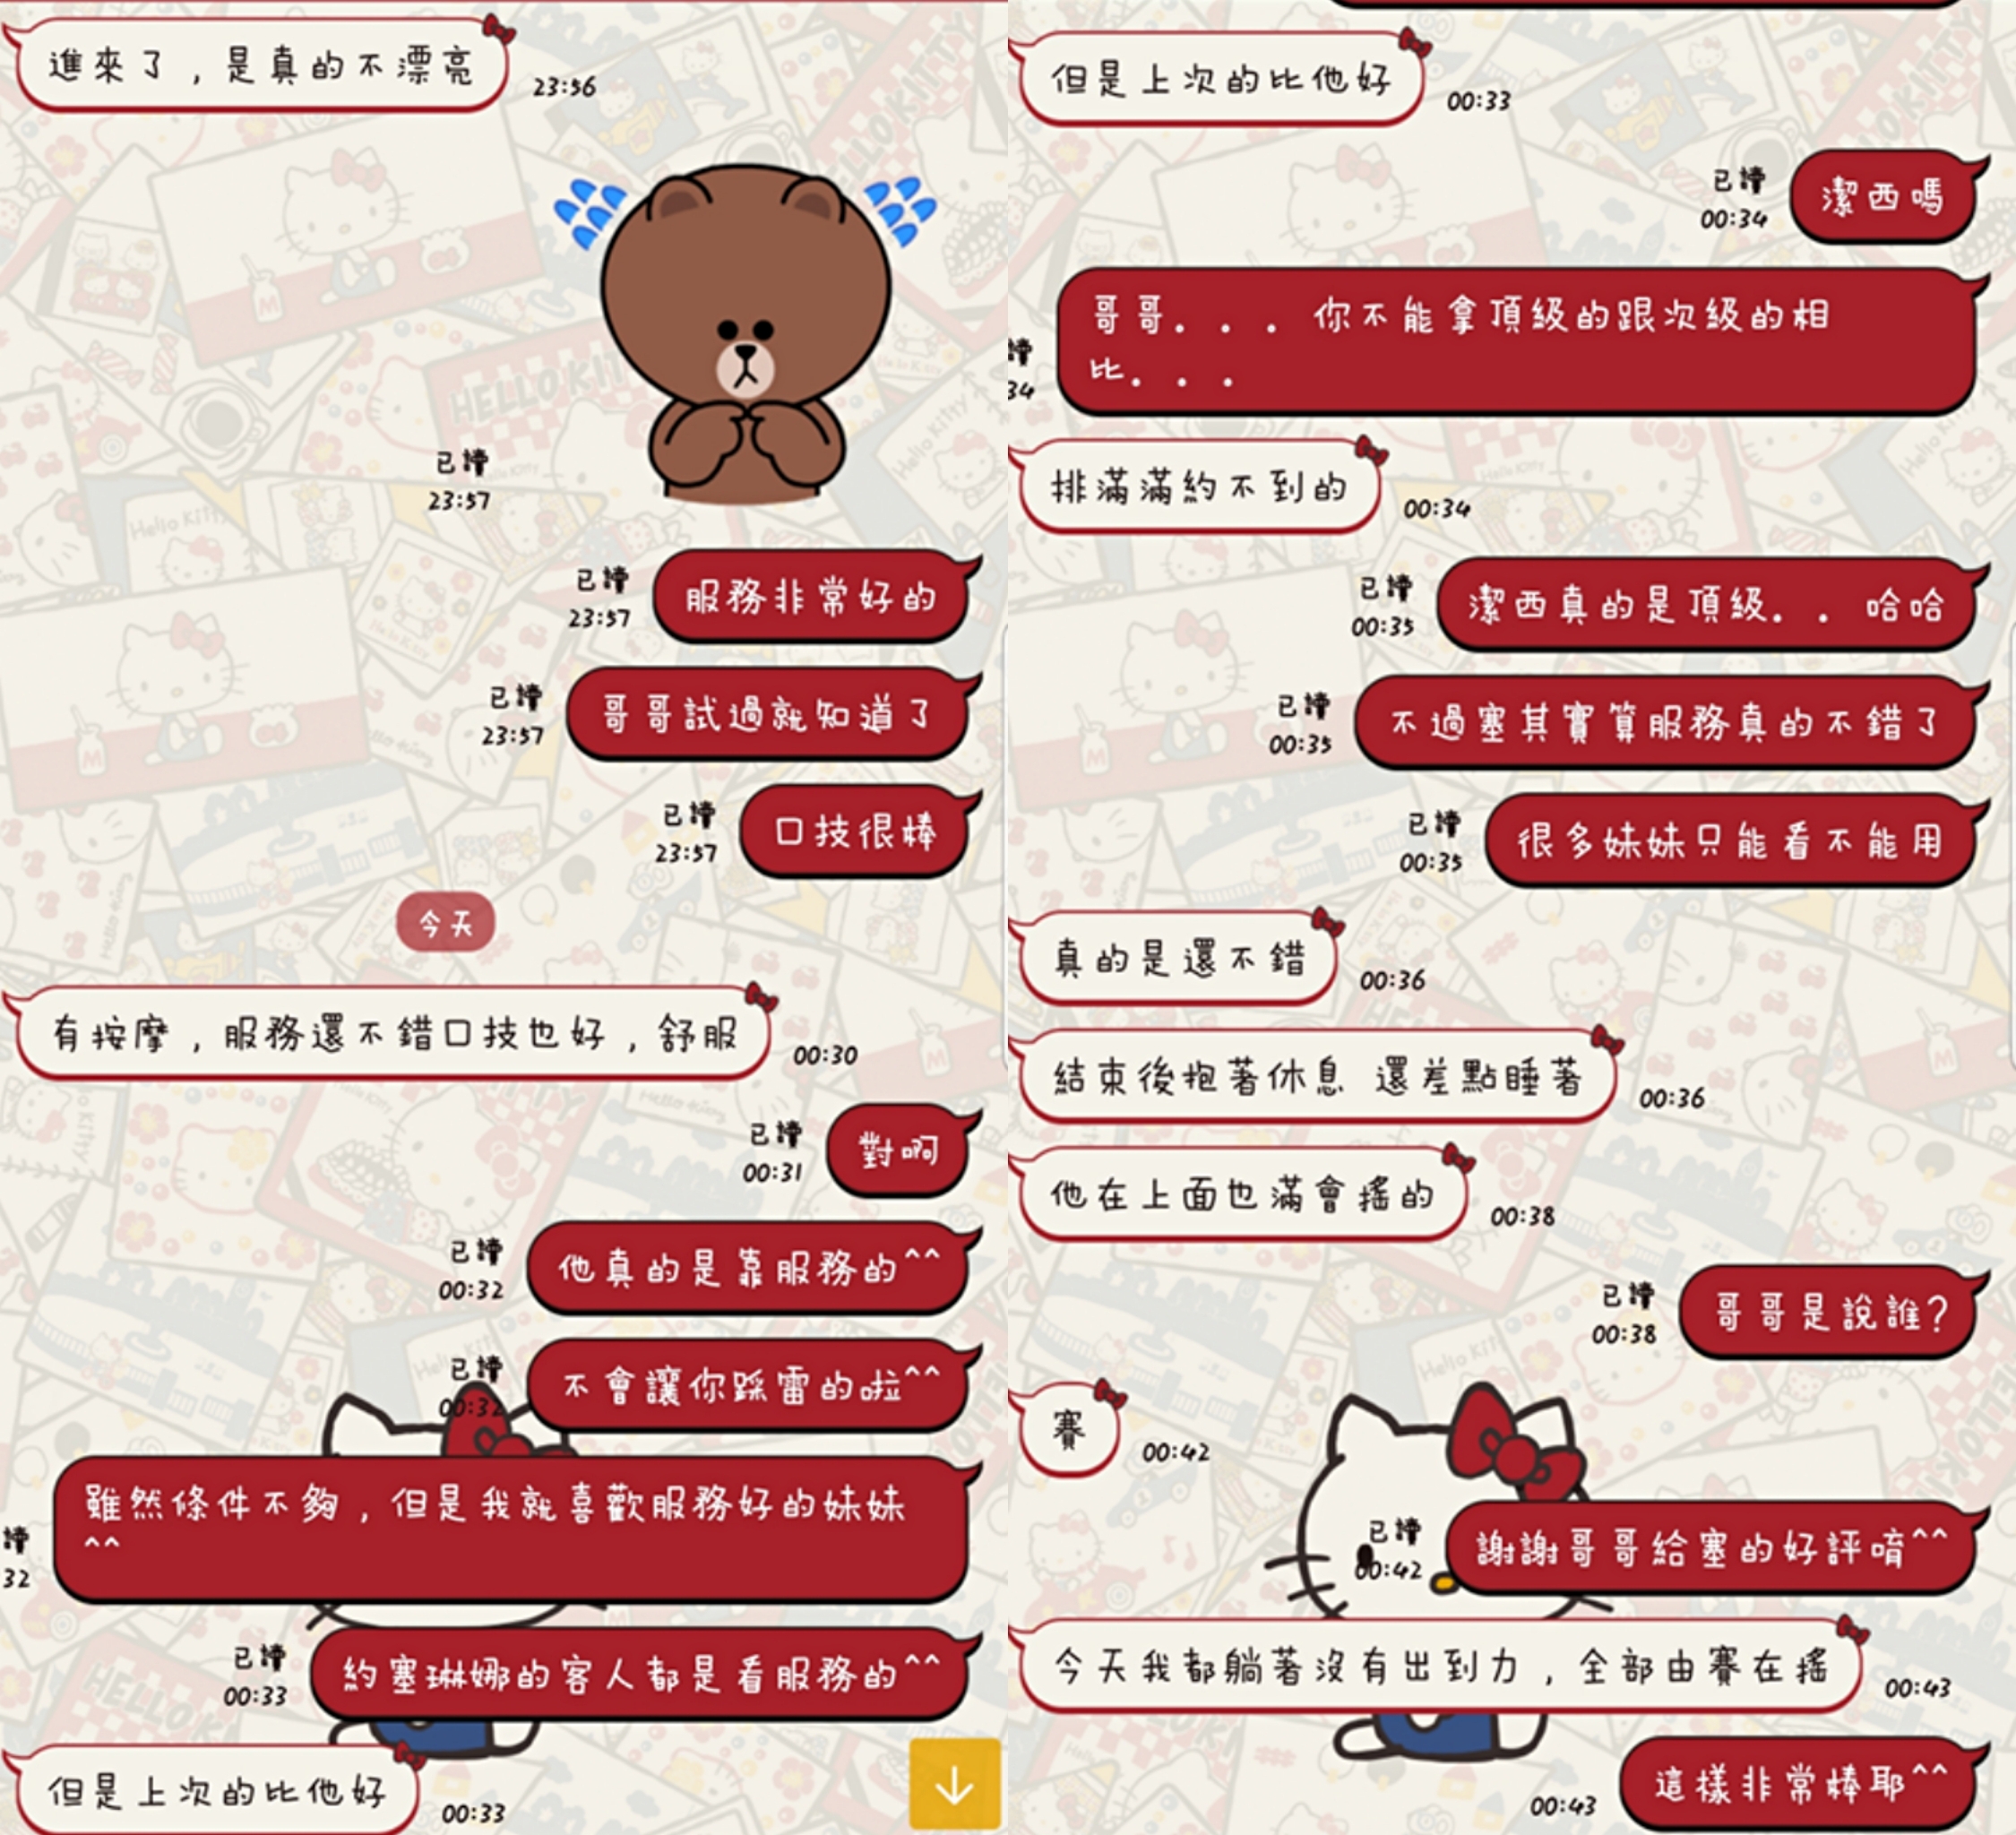 進來了，是真的不漂亮
23:56
已讀
23:57
服務非常好的
已讀
23:57
哥哥試過就知道了
已讀
23:57
口技很棒
已讀
23:57
今天
有按摩，服務還不錯口技也好，舒服
00:30
對啊
已讀
00:31
他真的是靠服務的^^
已讀
00:32
不會讓你踩雷的啦^^
已讀
00:32
雖然條件不夠，但是我就喜歡服務好的妹妹
^^
讀
32
約塞琳娜的客人都是看服務的^^
已讀
00:33
但是上次的比他好
00:33
但是上次的比他好
00:33
潔西嗎
已讀
00:34
哥哥．．．你不能拿頂級的跟次級的相
比．．．
讀
34
排滿滿約不到的
00:34
潔西真的是頂級．．哈哈
已讀
00:35
不過塞其實算服務真的不錯了
已讀
00:35
很多妹妹只能看不能用
已讀
00:35
真的是還不錯
00:36
結束後抱著休息 還差點睡著
00:36
他在上面也滿會搖的
00:38
哥哥是說誰?
已讀
00:38
賽
00:42
謝謝哥哥給塞的好評唷^^
已讀
00:42
今天我都躺著沒有出到力，全部由賽在搖
00:43
這樣非常棒耶^^
00:43
HELLO KITTY
Hello Kitty